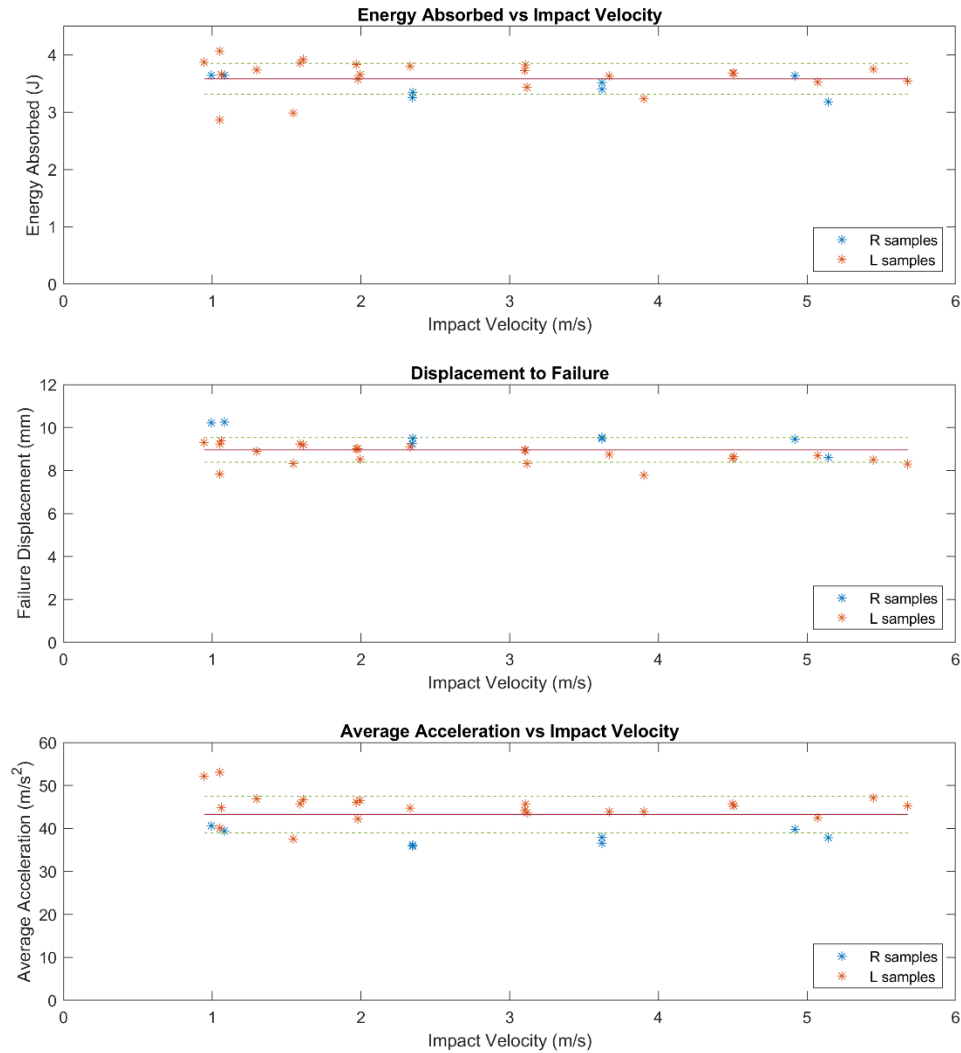 Energy Absorbed vs Impact Velocity
Energy Absorbed (J)
4
3
2
1
0
R samples
L samples
0 1 2 3 4 5 6
Impact Velocity (m/s)
Displacement to Failure
Failure Displacement (mm)
12
10
8
6
4
2
0
R samples
L samples
0 1 2 3 4 5 6
Impact Velocity (m/s)
Average Acceleration vs Impact Velocity
Average Acceleration (m/s²)
60
50
40
30
20
10
0
R samples
L samples
0 1 2 3 4 5 6
Impact Velocity (m/s)